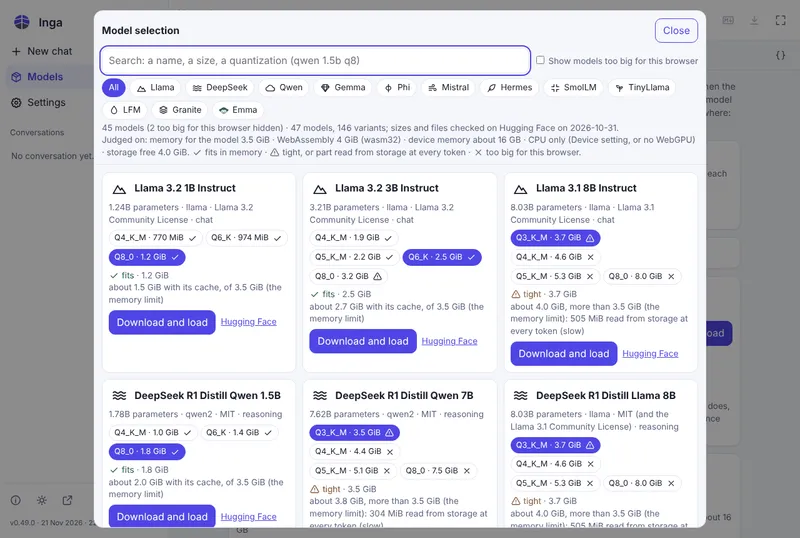 Inga
New chat
Models
Settings
Conversations
No conversation yet.
v0.49.0 · 21 Nov 2026 · 22
Model selection
Close
Search: a name, a size, a quantization (qwen 1.5b q8)
Show models too big for this browser
All
Llama
DeepSeek
Qwen
Gemma
Phi
Mistral
Hermes
SmolLM
TinyLlama
LFM
Granite
Emma
45 models (2 too big for this browser hidden) · 47 models, 146 variants; sizes and files checked on Hugging Face on 2026-10-31.
Judged on: memory for the model 3.5 GiB · WebAssembly 4 GiB (wasm32) · device memory about 16 GB · CPU only (Device setting, or no WebGPU)
· storage free 4.0 GiB. ✓ fits in memory · ⚠ tight, or part read from storage at every token · ✕ too big for this browser.
Llama 3.2 1B Instruct
1.24B parameters · llama · Llama 3.2
Community License · chat
Q4_K_M · 770 MiB ✓
Q6_K · 974 MiB ✓
Q8_0 · 1.2 GiB ✓
✓ fits · 1.2 GiB
about 1.5 GiB with its cache, of 3.5 GiB (the
memory limit)
Download and load
Hugging Face
Llama 3.2 3B Instruct
3.21B parameters · llama · Llama 3.2
Community License · chat
Q4_K_M · 1.9 GiB ✓
Q5_K_M · 2.2 GiB ✓
Q6_K · 2.5 GiB ✓
Q8_0 · 3.2 GiB ⚠
✓ fits · 2.5 GiB
about 2.7 GiB with its cache, of 3.5 GiB (the
memory limit)
Download and load
Hugging Face
Llama 3.1 8B Instruct
8.03B parameters · llama · Llama 3.1
Community License · chat
Q3_K_M · 3.7 GiB ⚠
Q4_K_M · 4.6 GiB ✕
Q5_K_M · 5.3 GiB ✕
Q8_0 · 8.0 GiB ✕
⚠ tight · 3.7 GiB
about 4.0 GiB, more than 3.5 GiB (the
memory limit): 505 MiB read from storage at
every token (slow)
Download and load
Hugging Face
DeepSeek R1 Distill Qwen 1.5B
1.78B parameters · qwen2 · MIT · reasoning
Q4_K_M · 1.0 GiB ✓
Q6_K · 1.4 GiB ✓
Q8_0 · 1.8 GiB ✓
✓ fits · 1.8 GiB
about 2.0 GiB with its cache, of 3.5 GiB (the
memory limit)
Download and load
Hugging Face
DeepSeek R1 Distill Qwen 7B
7.62B parameters · qwen2 · MIT · reasoning
Q3_K_M · 3.5 GiB ⚠
Q4_K_M · 4.4 GiB ✕
Q5_K_M · 5.1 GiB ✕
Q8_0 · 7.5 GiB ✕
⚠ tight · 3.5 GiB
about 3.8 GiB, more than 3.5 GiB (the
memory limit): 304 MiB read from storage at
every token (slow)
DeepSeek R1 Distill Llama 8B
8.03B parameters · llama · MIT (and the
Llama 3.1 Community License) · reasoning
Q3_K_M · 3.7 GiB ⚠
Q4_K_M · 4.6 GiB ✕
Q5_K_M · 5.3 GiB ✕
Q8_0 · 8.0 GiB ✕
⚠ tight · 3.7 GiB
about 4.0 GiB, more than 3.5 GiB (the
memory limit): 505 MiB read from storage at
{}
when the
model
where:
each
load
does,
once
about 16
GB